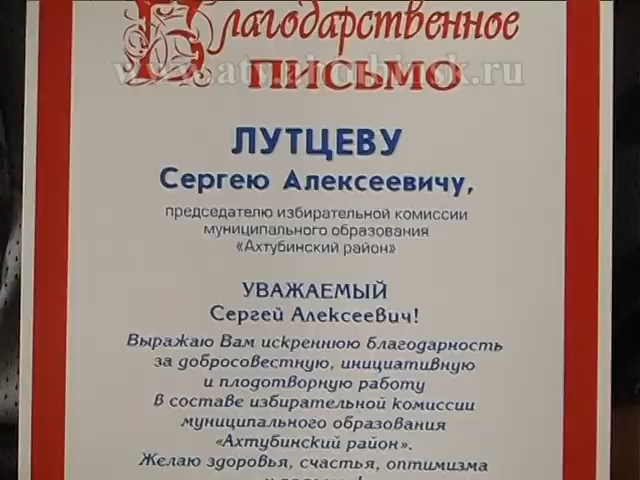 Благодарственное
ПИСЬМО
ЛУТЦЕВУ
Сергею Алексеевичу,
председателю избирательной комиссии
муниципального образования
«Ахтубинский район»
УВАЖАЕМЫЙ
Сергей Алексеевич!
Выражаю Вам искреннюю благодарность
за добросовестную, инициативную
и плодотворную работу
в составе избирательной комиссии
муниципального образования
«Ахтубинский район».
Желаю здоровья, счастья, оптимизма